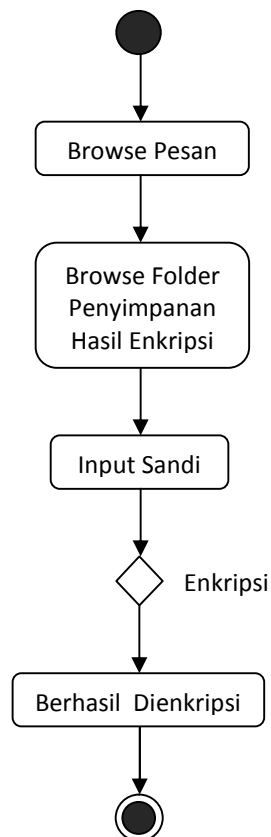 Browse Pesan
Browse Folder
Penyimpanan
Hasil Enkripsi
Input Sandi
Enkripsi
Berhasil  Dienkripsi